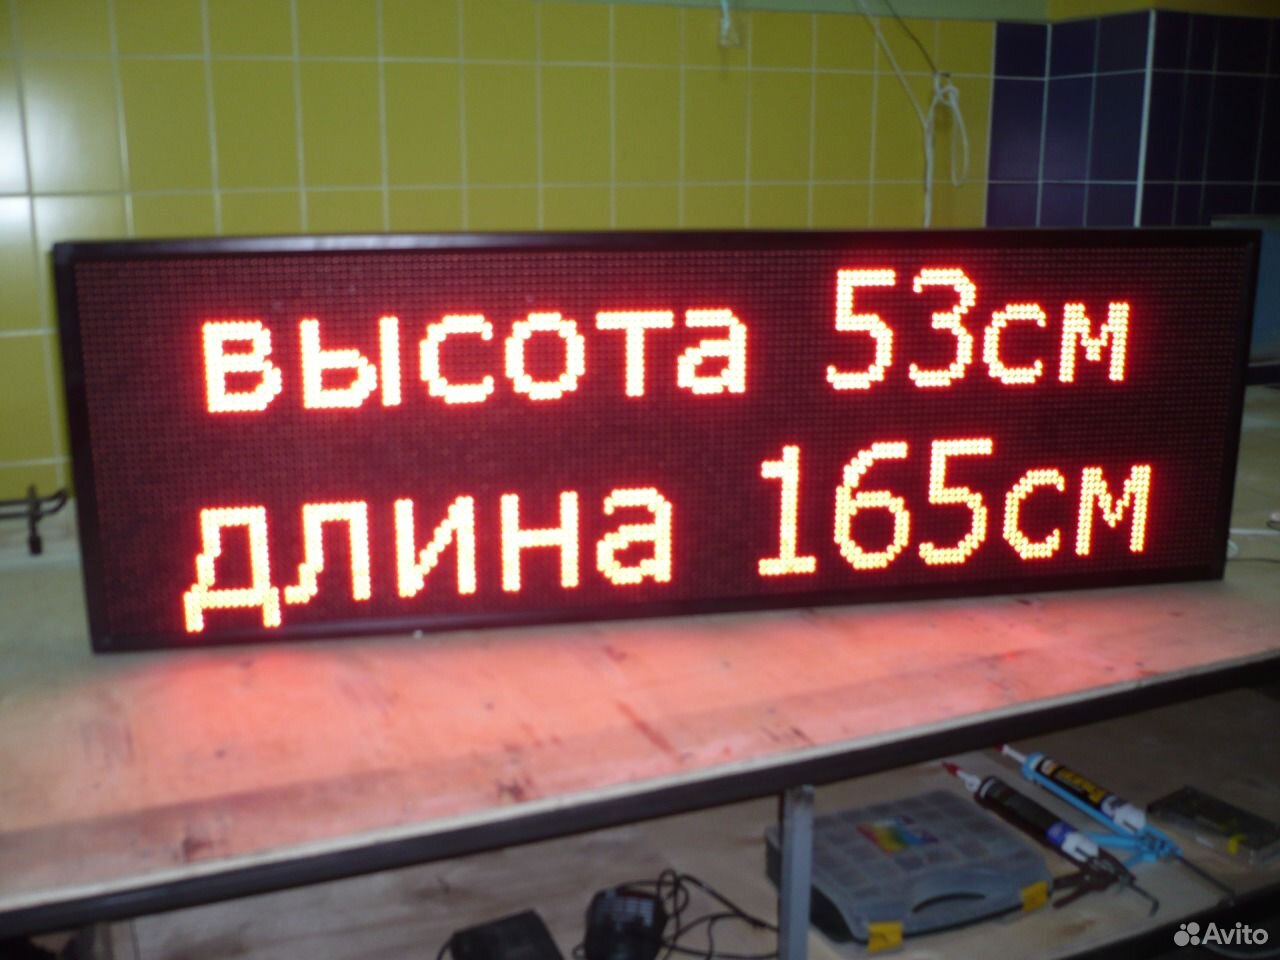 высота 53см
длина 165см
Avito